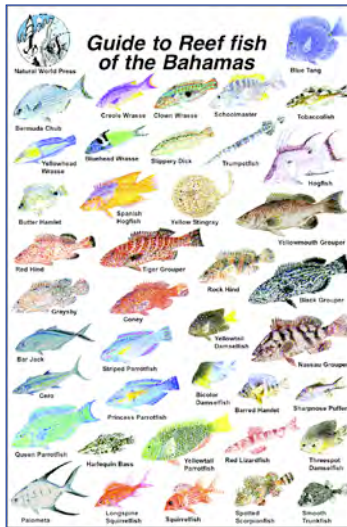 Guide to Reef fish
of the Bahamas
Natural World Press
Blue Tang
Bermuda Chub
Creole Wrasse
Clown Wrasse
Schoolmaster
Tobaccofish
Yellowhead
Wrasse
Bluehead Wrasse
Slippery Dick
Trumpetfish
Hogfish
Butter Hamlet
Spanish
Hogfish
Yellow Stingray
Yellowmouth Grouper
Red Hind
Tiger Grouper
Rock Hind
Black Grouper
Graysby
Coney
Yellowtail
Damselfish
Nassau Grouper
Bar Jack
Striped Parrotfish
Cero
Princess Parrotfish
Bicolor
Damselfish
Barred Hamlet
Sharpnose Puffer
Queen Parrotfish
Harlequin Bass
Yellowtail
Parrotfish
Red Lizardfish
Threespot
Damselfish
Palometa
Longspine
Squirrelfish
Squirrelfish
Spotted
Scorpionfish
Smooth
Trunkfish